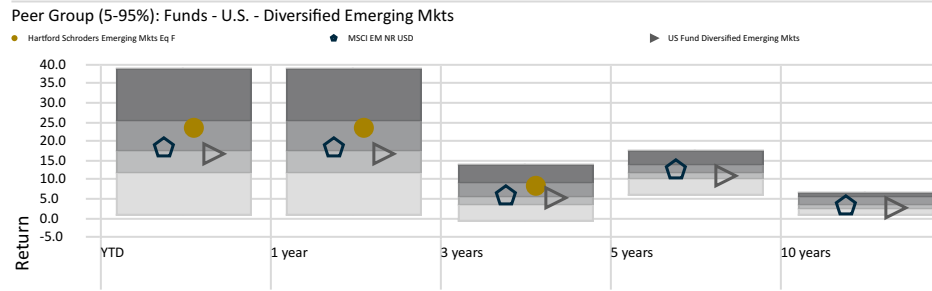 Peer Group (5-95%): Funds - U.S. - Diversified Emerging Mkts
Hartford Schroders Emerging Mkts Eq F MSCI EM NR USD US Fund Diversified Emerging Mkts
40.0
35.0
30.0
25.0
20.0
15.0
10.0
5.0
0.0
-5.0
Return
YTD 1 year 3 years 5 years 10 years